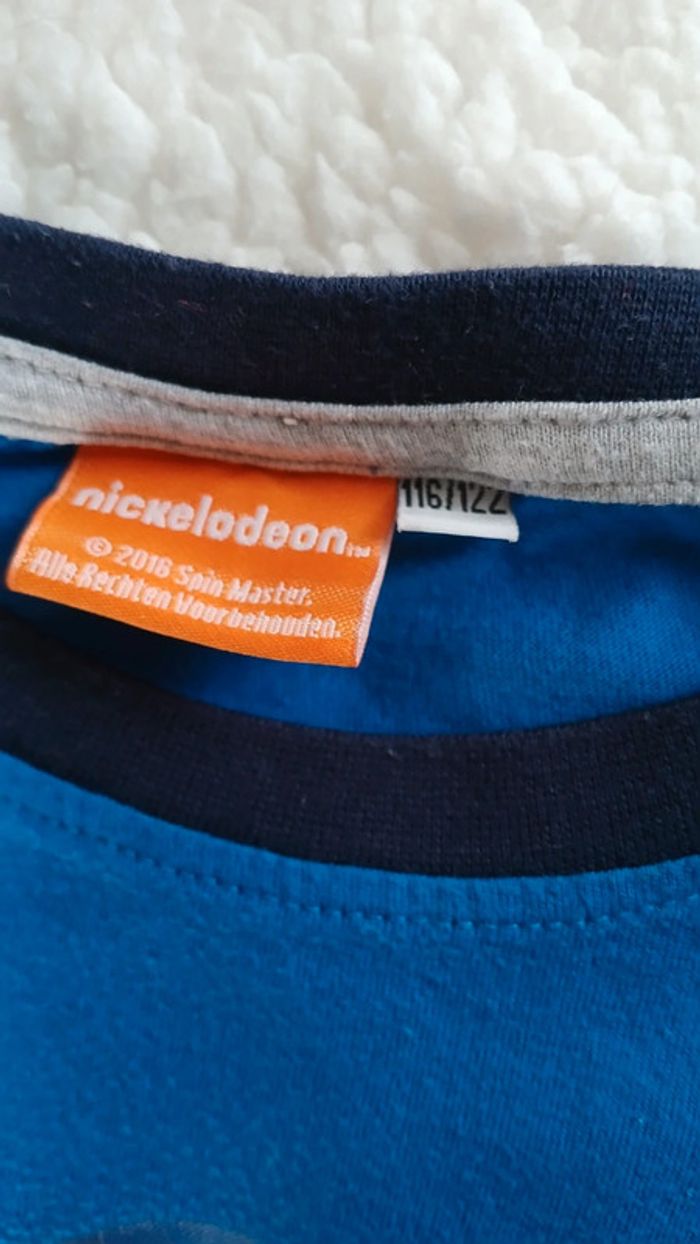 nickelodeon™
© 2016 Spin Master.
Alle Rechten Voorbehouden.
116/122